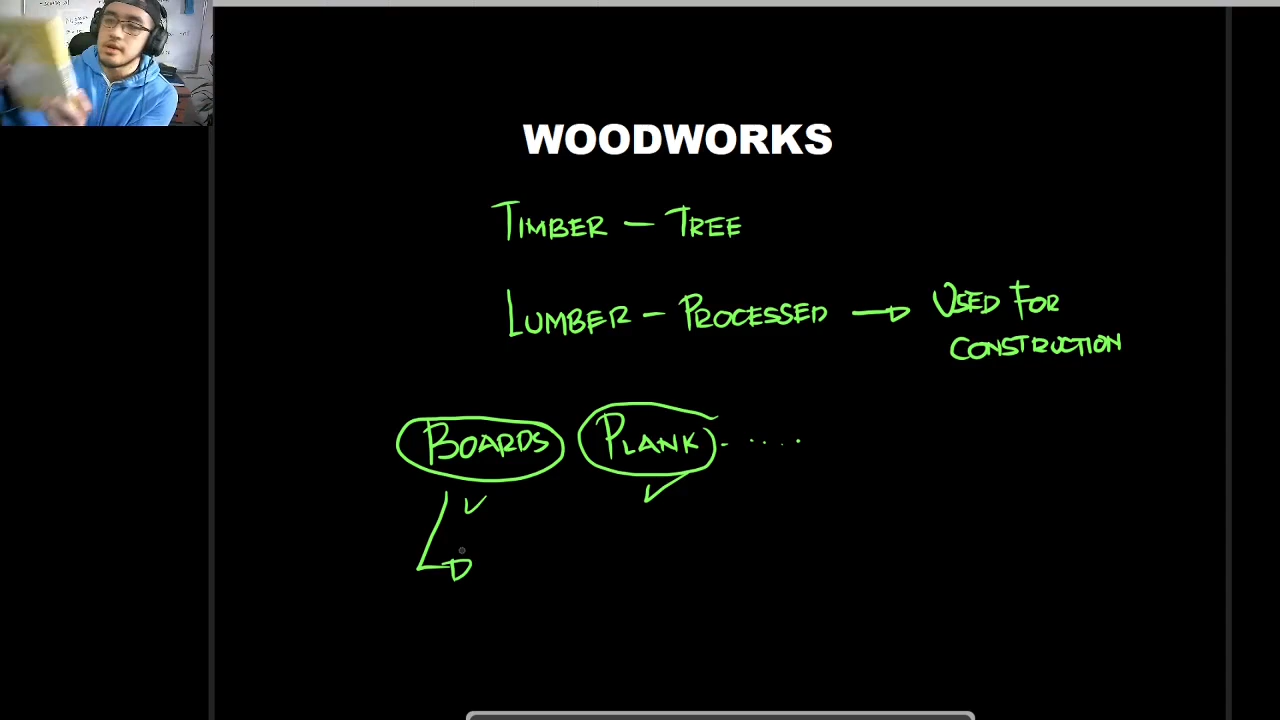 WOODWORKS
TIMBER – TREE
LUMBER – PROCESSED → USED FOR
CONSTRUCTION
BOARDS PLANK - ....